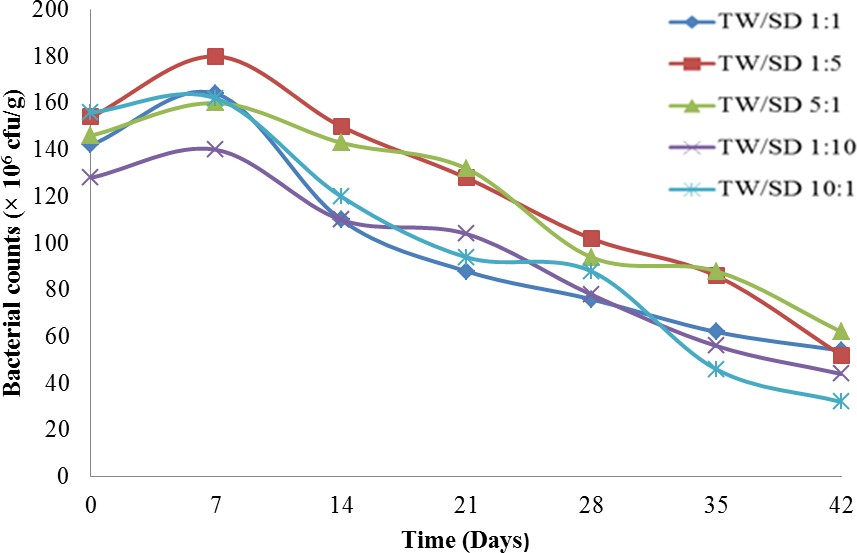 200
180
160
140
120
100
80
60
40
20
0
Bacterial counts (× 10⁶ cfu/g)
0 7 14 21 28 35 42
Time (Days)
TW/SD 1:1
TW/SD 1:5
TW/SD 5:1
TW/SD 1:10
TW/SD 10:1